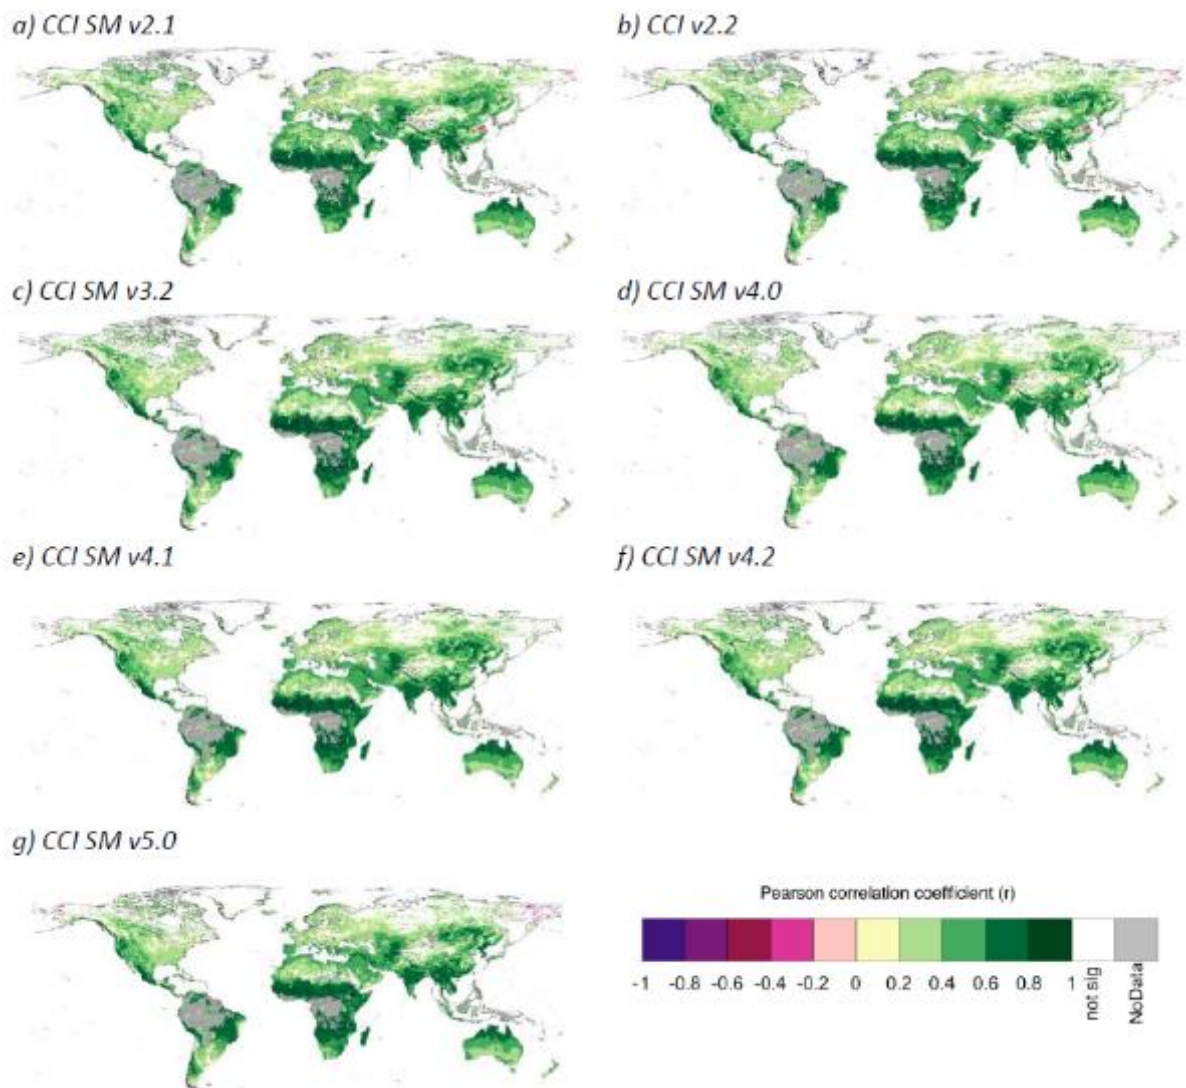 a) CCI SM v2.1
b) CCI v2.2
c) CCI SM v3.2
d) CCI SM v4.0
e) CCI SM v4.1
f) CCI SM v4.2
g) CCI SM v5.0
Pearson correlation coefficient (r)
-1 -0.8 -0.6 -0.4 -0.2 0 0.2 0.4 0.6 0.8 1 not sig NoData